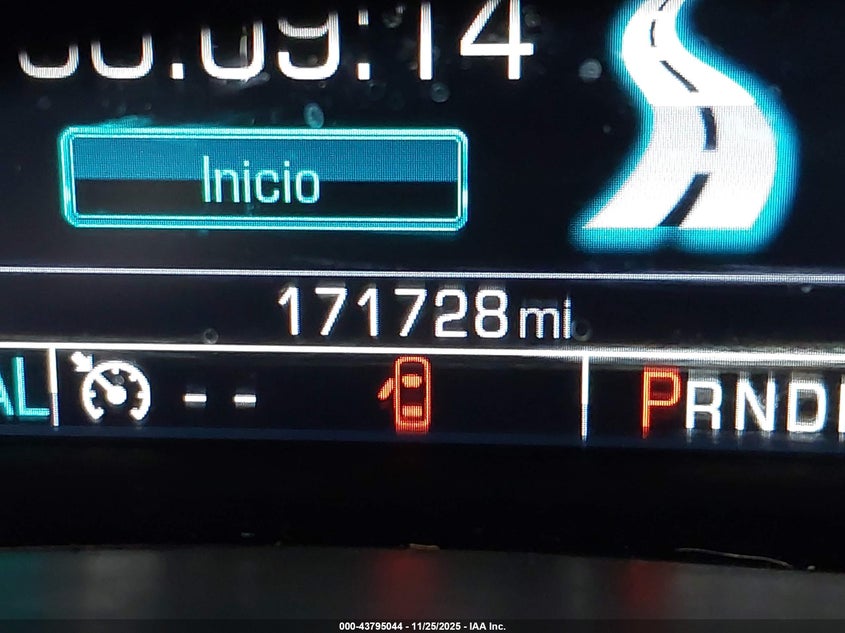 Inicio
171728 mi
-- 
PRND
000-43795044 - 11/25/2025 - IAA Inc.